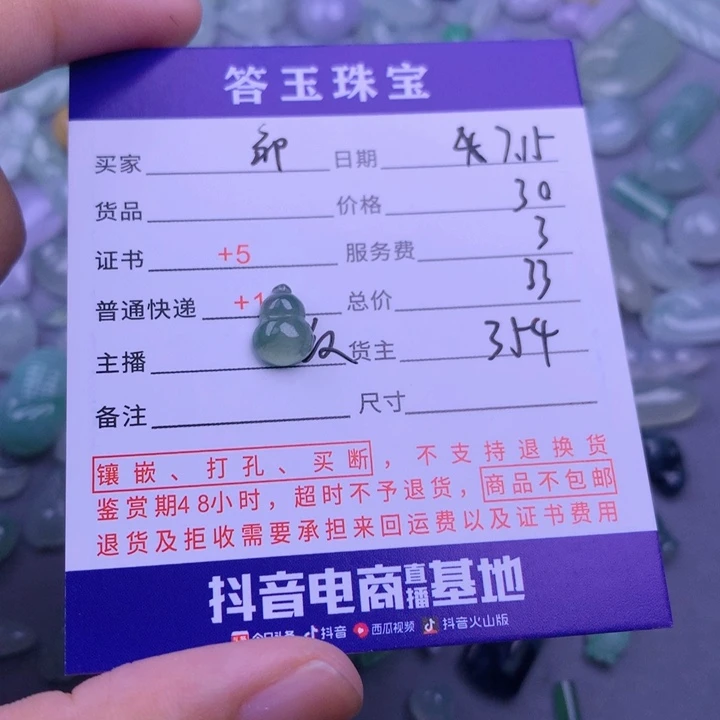 答玉珠宝
买家 印 日期 7.15
货品 价格 30
证书 +5 服务费 3
普通快递 +1 总价 33
主播 货主 354
备注 尺寸
镶嵌、打孔、买断，不支持退换货
鉴赏期48小时，超时不予退货，商品不包邮
退货及拒收需要承担来回运费以及证书费用
抖音电商直播基地
今日头条 抖音 西瓜视频 抖音火山版